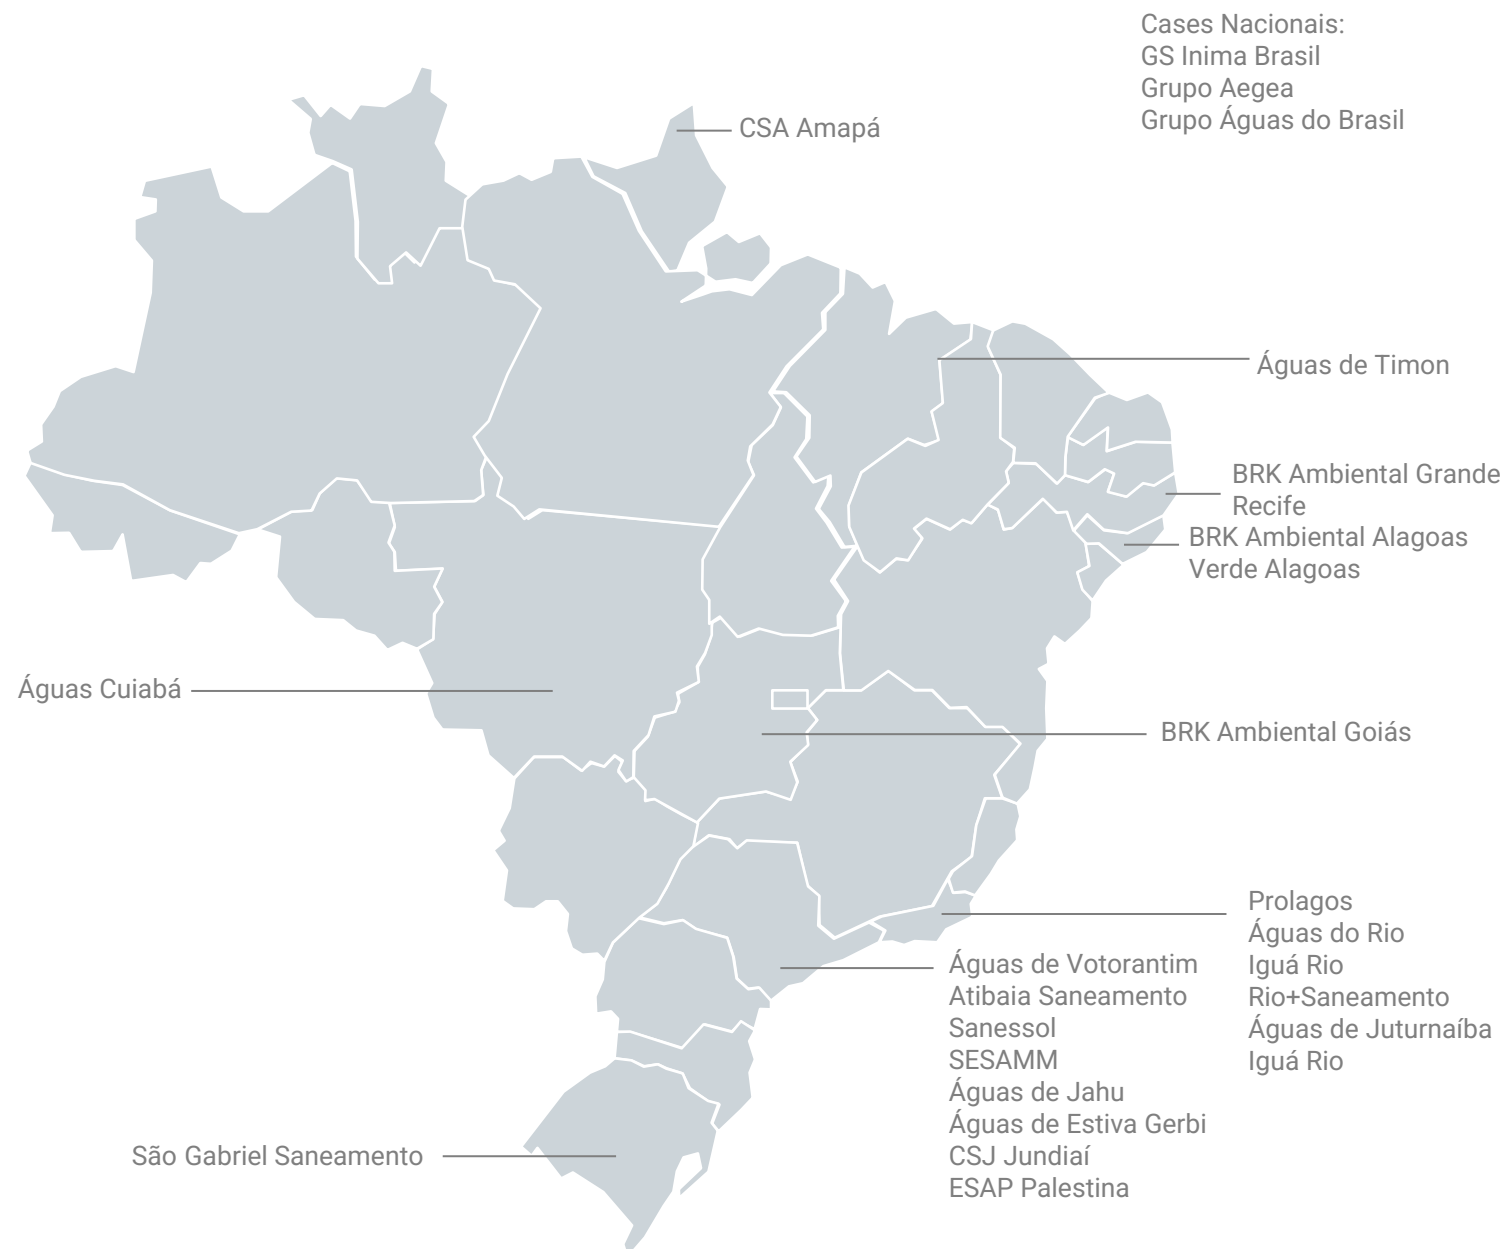 Cases Nacionais:
GS Inima Brasil
Grupo Aegea
Grupo Águas do Brasil
CSA Amapá
Águas de Timon
BRK Ambiental Grande
Recife
BRK Ambiental Alagoas
Verde Alagoas
Águas Cuiabá
BRK Ambiental Goiás
Prolagos
Águas do Rio
Iguá Rio
Rio+Saneamento
Águas de Juturnaíba
Iguá Rio
Águas de Votorantim
Atibaia Saneamento
Sanessol
SESAMM
Águas de Jahu
Águas de Estiva Gerbi
CSJ Jundiaí
ESAP Palestina
São Gabriel Saneamento